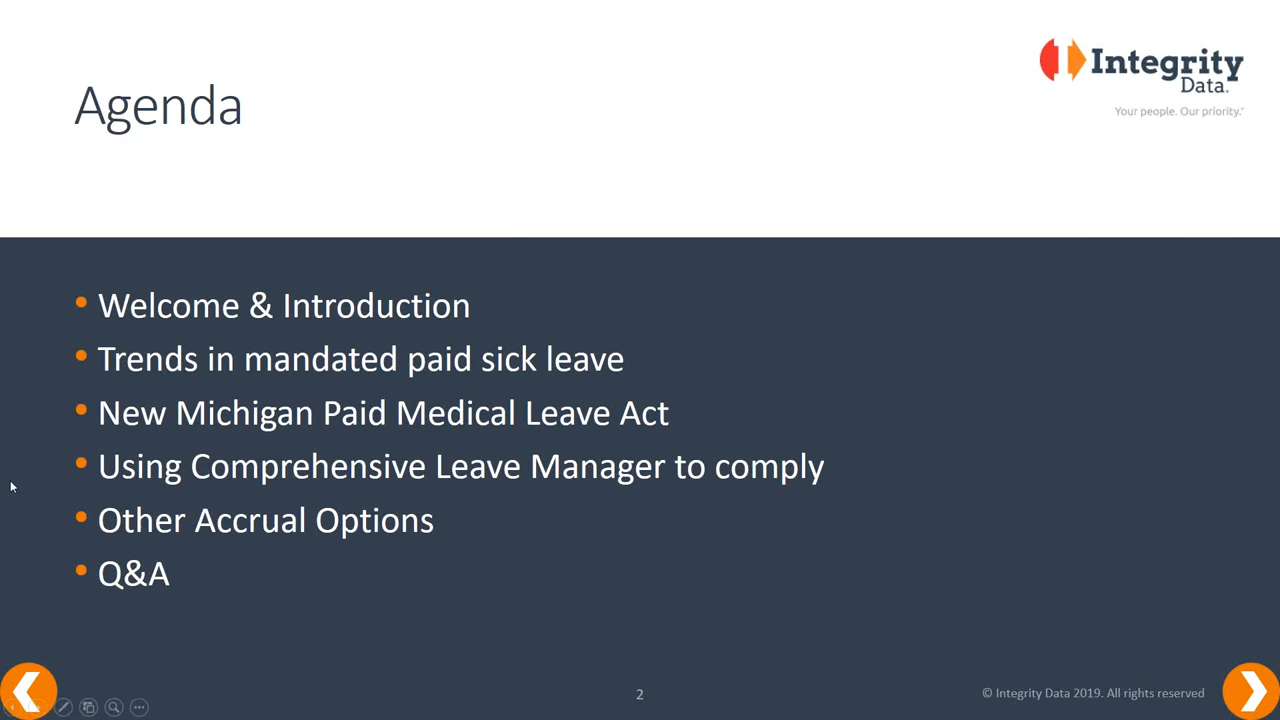 Integrity
Data.
Your people. Our priority.®
Agenda
• Welcome & Introduction
• Trends in mandated paid sick leave
• New Michigan Paid Medical Leave Act
• Using Comprehensive Leave Manager to comply
• Other Accrual Options
• Q&A
2
© Integrity Data 2019. All rights reserved